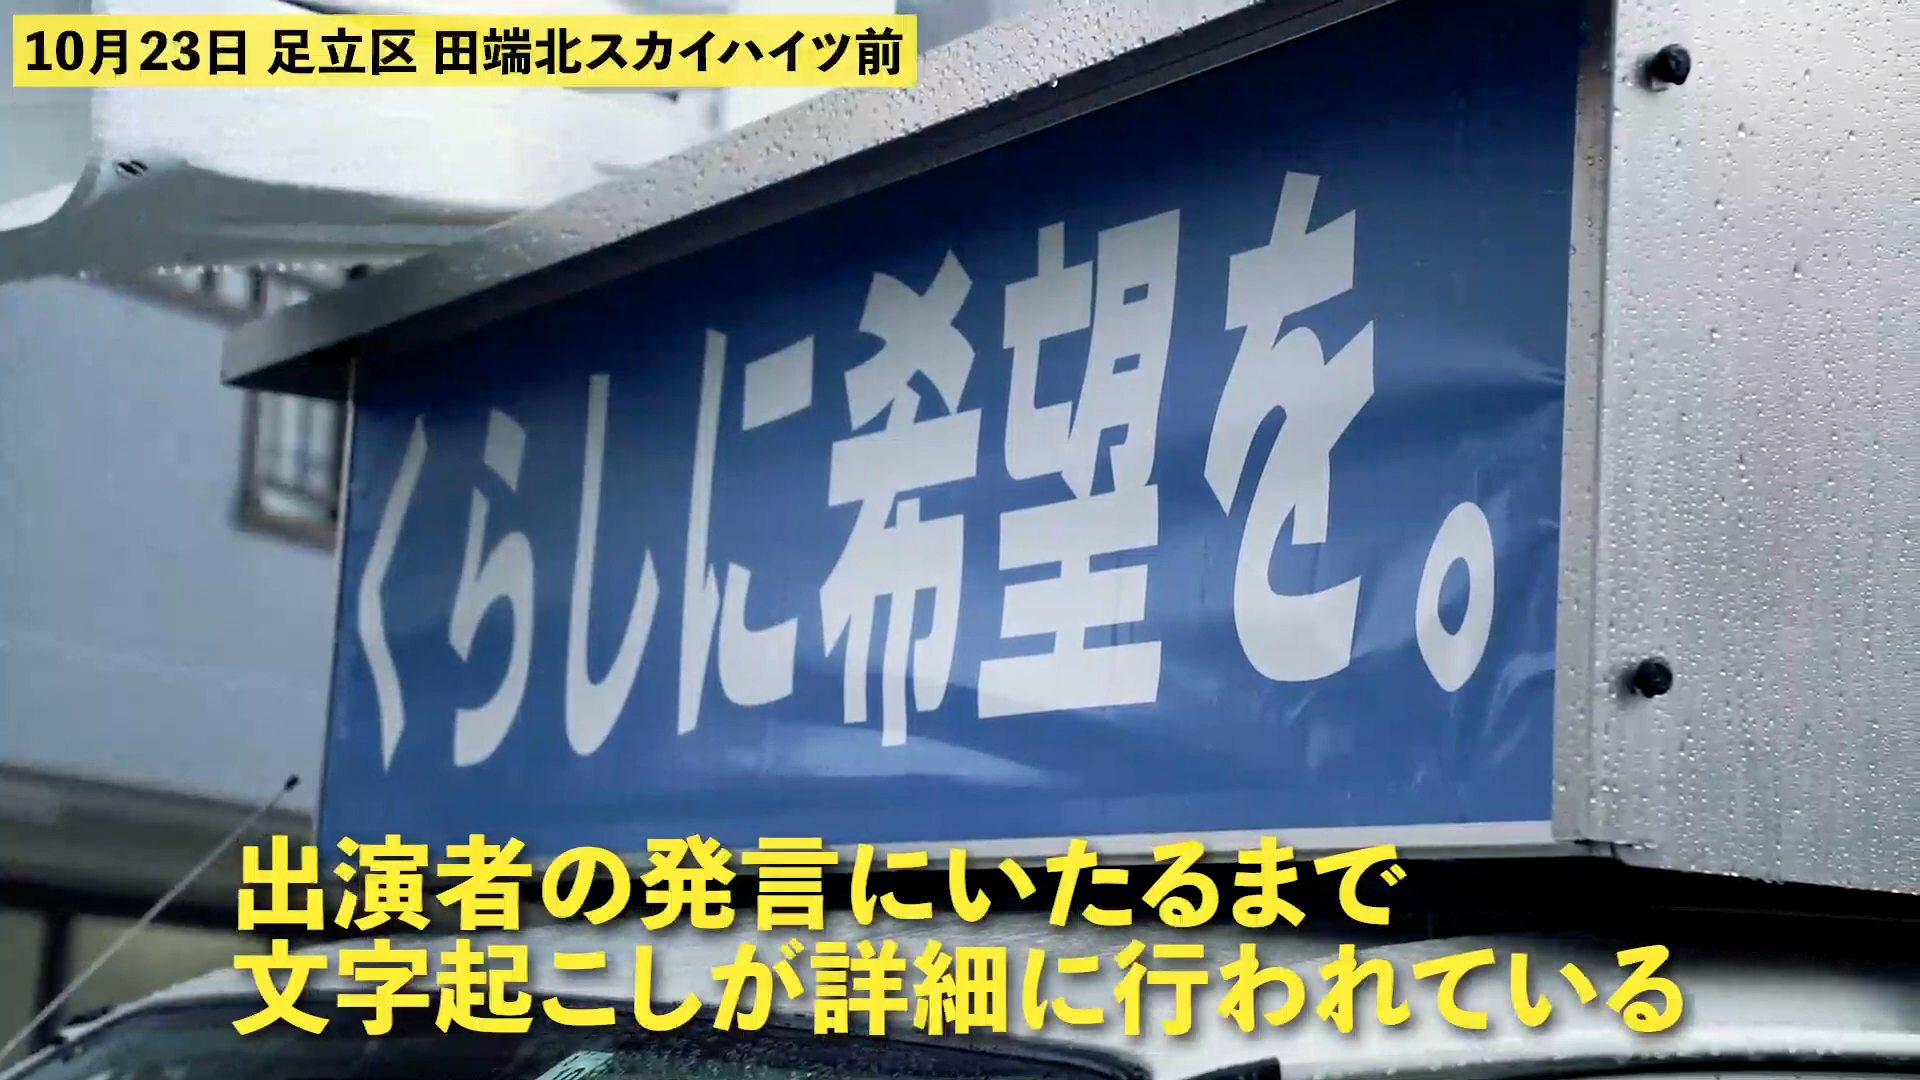 10月23日 足立区 田端北スカイハイツ前
くらしに希望を。
出演者の発言にいたるまで
文字起こしが詳細に行われている